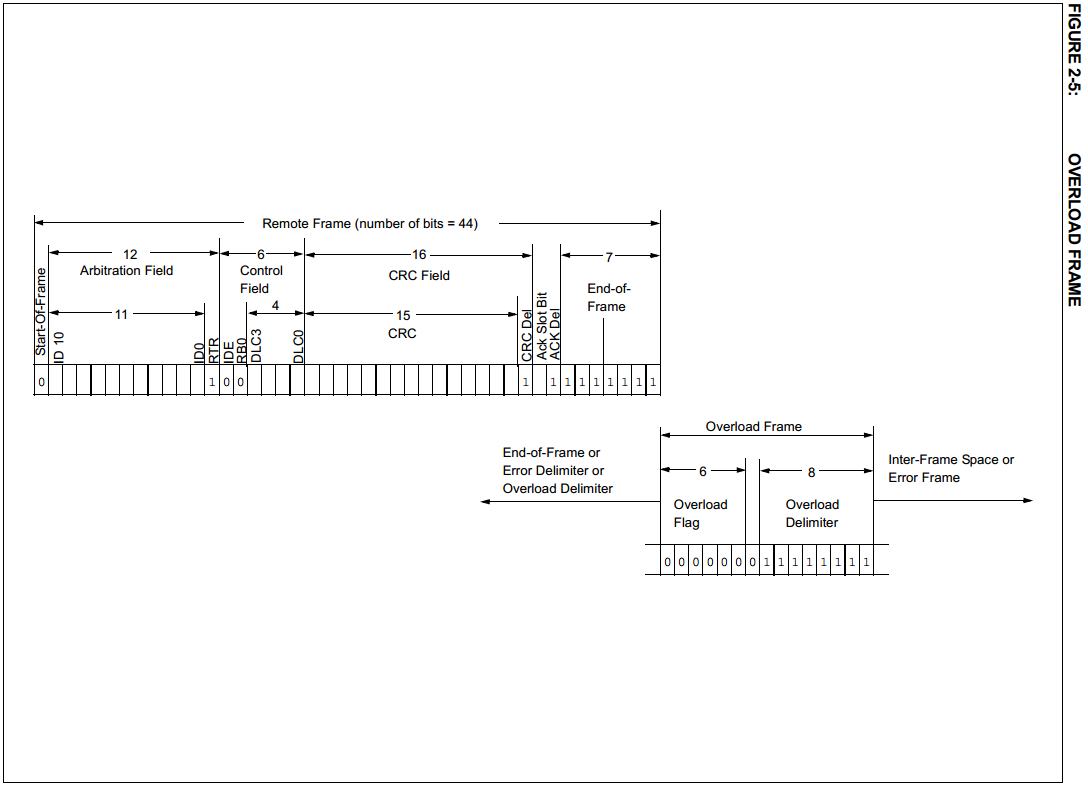 FIGURE 2-5: OVERLOAD FRAME
Remote Frame (number of bits = 44)
12
6
16
7
Arbitration Field
Control
Field
CRC Field
End-of-
Frame
11
4
15
CRC
Start-Of-Frame
ID 10
ID0
RTR
IDE
RB0
DLC3
DLC0
CRC Del
Ack Slot Bit
ACK Del
0 1 0 0 1 1 1 1 1 1 1 1 1
Overload Frame
End-of-Frame or
Error Delimiter or
Overload Delimiter
6
8
Inter-Frame Space or
Error Frame
Overload
Flag
Overload
Delimiter
0 0 0 0 0 0 0 1 1 1 1 1 1 1 1